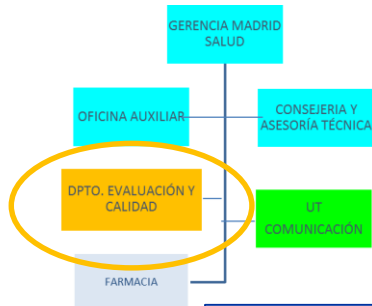 GERENCIA MADRID
SALUD
OFICINA AUXILIAR
CONSEJERIA Y
ASESORÍA TÉCNICA
DPTO. EVALUACIÓN Y
CALIDAD
UT
COMUNICACIÓN
FARMACIA